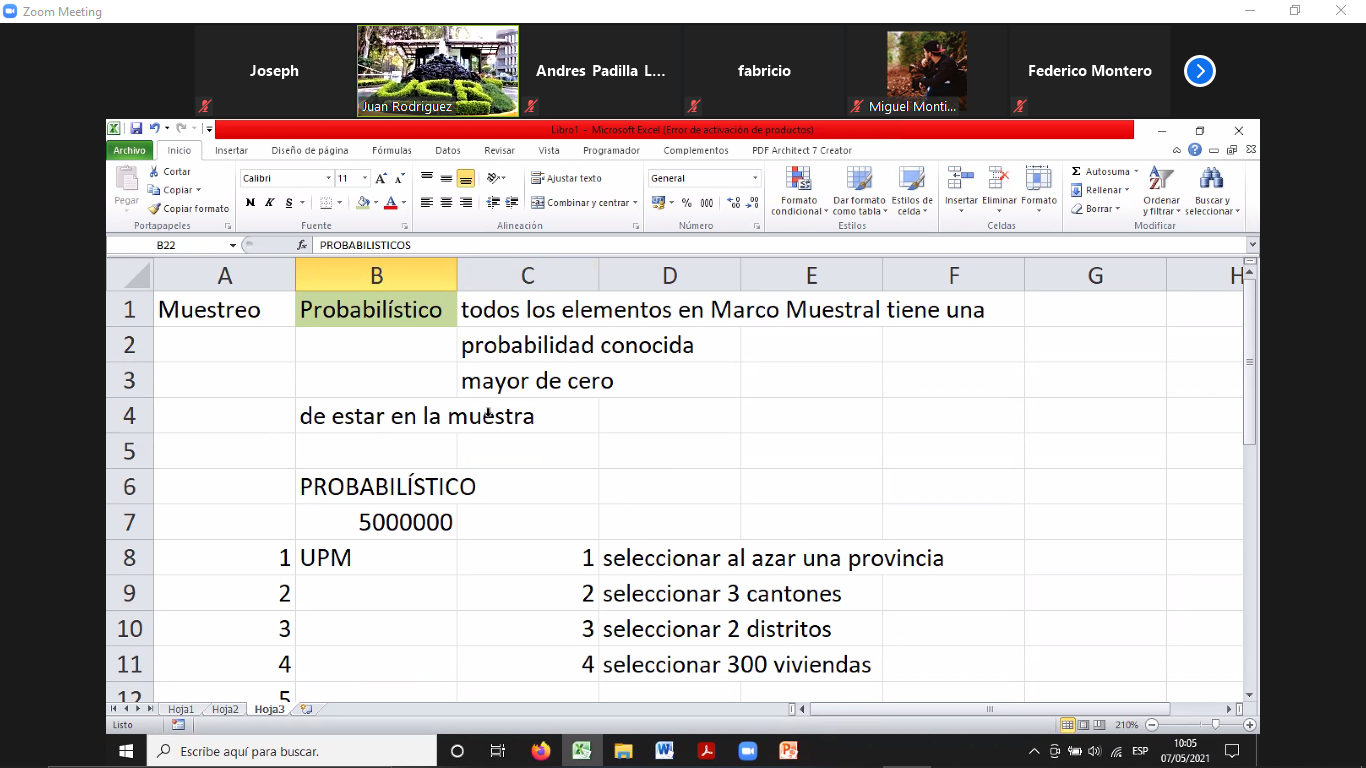 Zoom Meeting
Joseph
Juan Rodriguez
Andres Padilla L...
fabricio
Miguel Monti...
Federico Montero
Libro1 - Microsoft Excel (Error de activación de productos)
Archivo Inicio Insertar Diseño de página Fórmulas Datos Revisar Vista Programador Complementos PDF Architect 7 Creator
Pegar
Cortar
Copiar
Copiar formato
Portapapeles
Calibri 11
N K S
Fuente
Ajustar texto
Combinar y centrar
Alineación
General
% 000
Número
Formato condicional
Dar formato como tabla
Estilos de celda
Estilos
Insertar Eliminar Formato
Celdas
Autosuma
Rellenar
Borrar
Ordenar y filtrar
Buscar y seleccionar
Modificar
B22 fx PROBABILISTICOS
A B C D E F G H
1 Muestreo Probabilístico todos los elementos en Marco Muestral tiene una
2 probabilidad conocida
3 mayor de cero
4 de estar en la muestra
5
6 PROBABILÍSTICO
7 5000000
8 1 UPM 1 seleccionar al azar una provincia
9 2 2 seleccionar 3 cantones
10 3 3 seleccionar 2 distritos
11 4 4 seleccionar 300 viviendas
12 5
Hoja1 Hoja2 Hoja3
Listo 210%
Escribe aquí para buscar.
ESP
10:05
07/05/2021